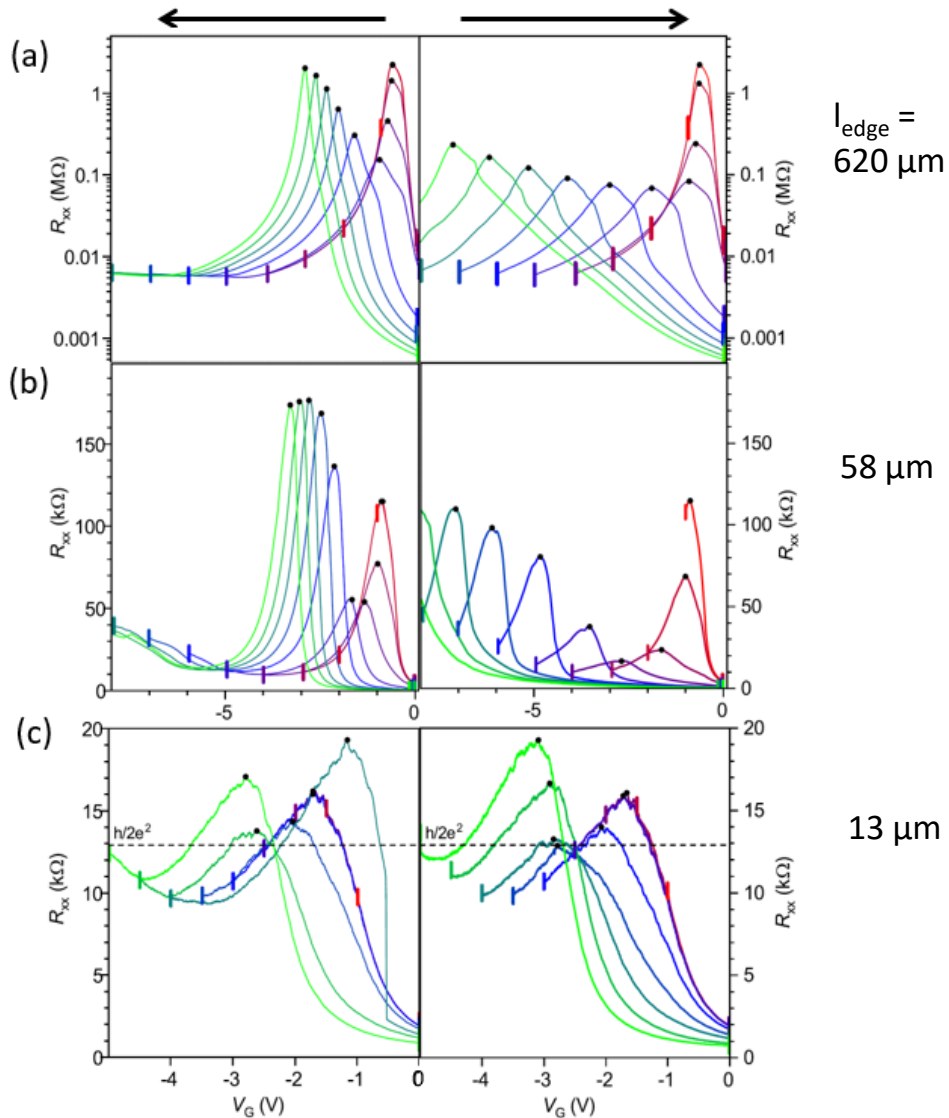 (a)
1
0.1
0.01
0.001
Rxx (MΩ)
1
0.1
0.01
0.001
Rxx (MΩ)
ledge =
620 μm
(b)
150
100
50
0
Rxx (kΩ)
-5
0
-5
0
150
100
50
0
Rxx (kΩ)
58 μm
(c)
20
15
10
5
0
Rxx (kΩ)
h/2e²
-5
-4
-3
-2
-1
0
VG (V)
h/2e²
-4
-3
-2
-1
0
VG (V)
20
15
10
5
0
Rxx (kΩ)
13 μm